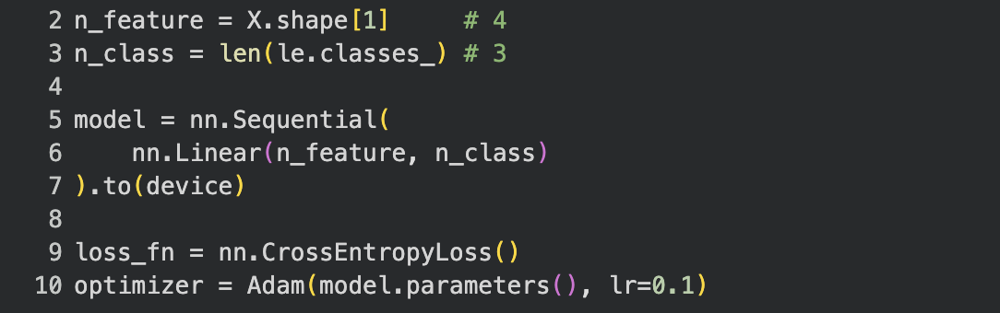 2 n_feature = X.shape[1]     # 4
3 n_class = len(le.classes_) # 3
4
5 model = nn.Sequential(
6     nn.Linear(n_feature, n_class)
7 ).to(device)
8
9 loss_fn = nn.CrossEntropyLoss()
10 optimizer = Adam(model.parameters(), lr=0.1)